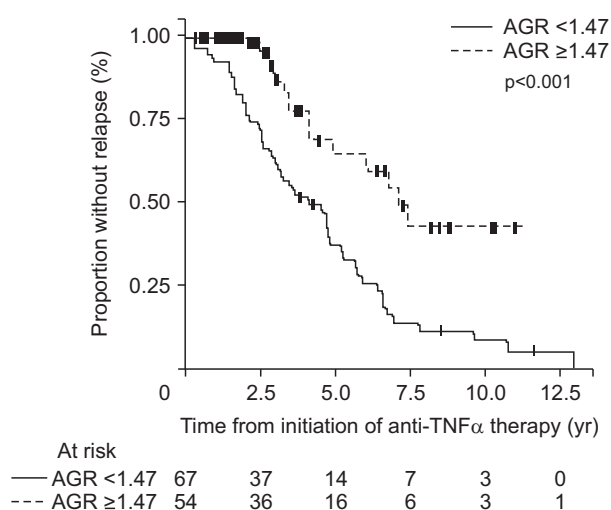 AGR <1.47
AGR ≥1.47
p<0.001
Proportion without relapse (%)
1.00
0.75
0.50
0.25
0 2.5 5.0 7.5 10.0 12.5
Time from initiation of anti-TNFα therapy (yr)
At risk
AGR <1.47 67 37 14 7 3 0
AGR ≥1.47 54 36 16 6 3 1